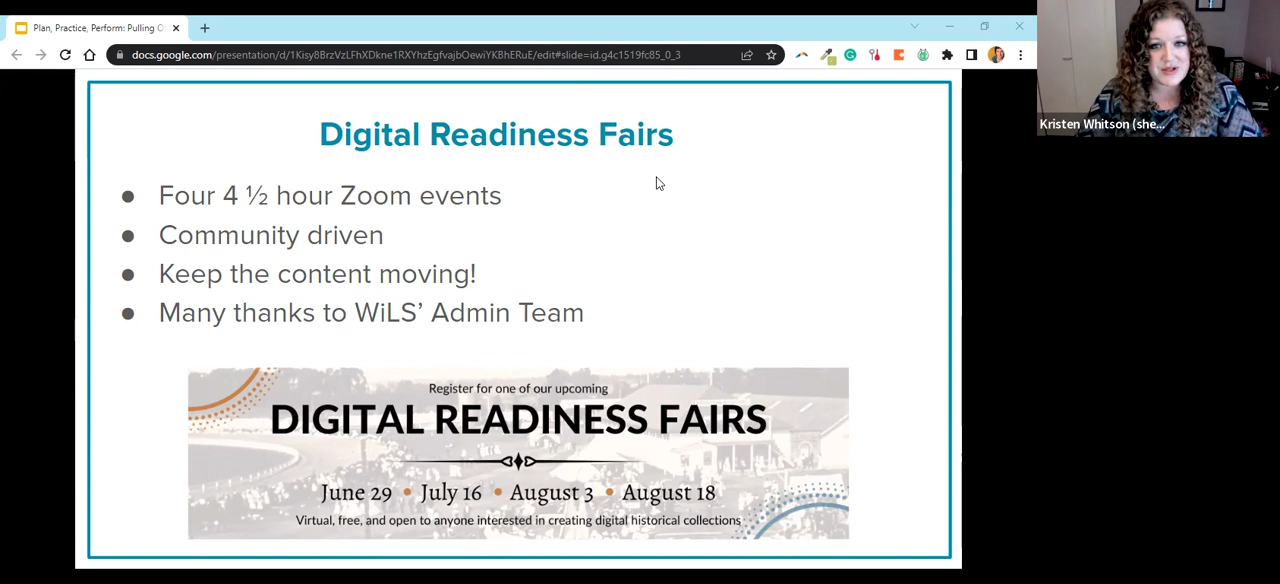 Plan, Practice, Perform: Pulling O
docs.google.com/presentation/d/1Kisy8BrzVzLFhXDkne1RXYhzEgfvajbOewiYKBhERuE/edit#slide=id.g4c1519fc85_0_3
Kristen Whitson (she...
Digital Readiness Fairs
● Four 4 ½ hour Zoom events
● Community driven
● Keep the content moving!
● Many thanks to WiLS’ Admin Team
Register for one of our upcoming
DIGITAL READINESS FAIRS
June 29 • July 16 • August 3 • August 18
Virtual, free, and open to anyone interested in creating digital historical collections